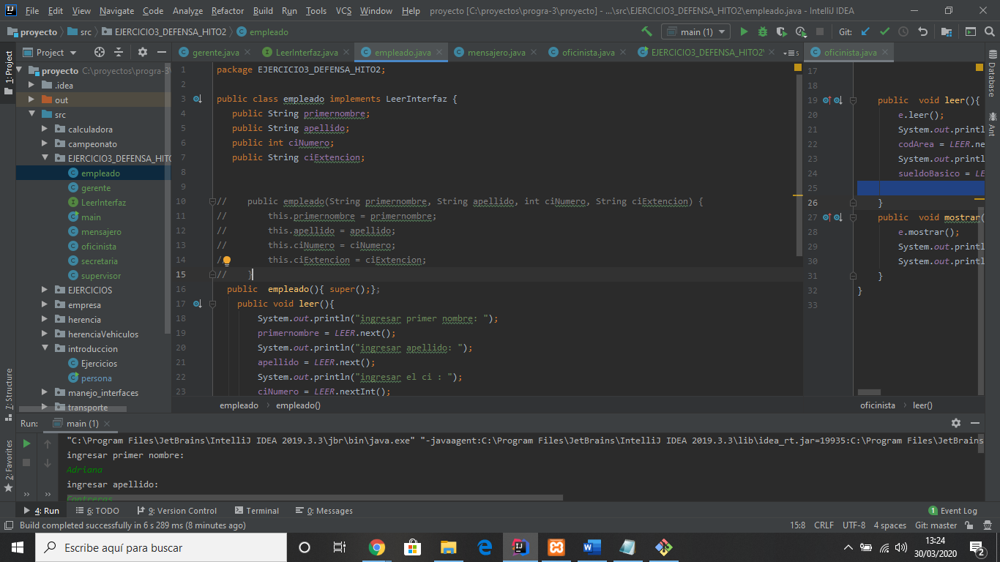 File Edit View Navigate Code Analyze Refactor Build Run Tools VCS Window Help proyecto [C:\proyectos\progra-3\proyecto] - ...\src\EJERCICIO3_DEFENSA_HITO2\empleado.java - IntelliJ IDEA
proyecto src EJERCICIO3_DEFENSA_HITO2 empleado main (1) Git:
Project
gerente.java LeerInterfaz.java empleado.java mensajero.java oficinista.java EJERCICIO3_DEFENSA_HITO2\ oficinista.java
1: Project
proyecto C:\proyectos\progra-3\
.idea
out
src
calculadora
campeonato
EJERCICIO3_DEFENSA_HITO
empleado
gerente
LeerInterfaz
main
mensajero
oficinista
secretaria
supervisor
EJERCICIOS
empresa
herencia
herenciaVehiculos
introduccion
Ejercicios
persona
manejo_interfaces
transporte
1 package EJERCICIO3_DEFENSA_HITO2;
2
3 public class empleado implements LeerInterfaz {
4 public String primernombre;
5 public String apellido;
6 public int ciNumero;
7 public String ciExtencion;
8
9
10 // public empleado(String primernombre, String apellido, int ciNumero, String ciExtencion) {
11 // this.primernombre = primernombre;
12 // this.apellido = apellido;
13 // this.ciNumero = ciNumero;
14 / this.ciExtencion = ciExtencion;
15 // }
16 public empleado(){ super();};
17 public void leer(){
18 System.out.println("ingresar primer nombre: ");
19 primernombre = LEER.next();
20 System.out.println("ingresar apellido: ");
21 apellido = LEER.next();
22 System.out.println("ingresar el ci : ");
23 ciNumero = LEER.nextInt();
empleado empleado()
17
18
19 public void leer(){
20 e.leer();
21 System.out.printl
22 codArea = LEER.ne
23 System.out.printl
24 sueldoBasico = LE
25
26 }
27 public void mostrar(
28 e.mostrar();
29 System.out.printl
30 System.out.printl
31 }
32 }
33
oficinista leer()
Database
Ant
7: Structure
2: Favorites
Run: main (1)
"C:\Program Files\JetBrains\IntelliJ IDEA 2019.3.3\jbr\bin\java.exe" "-javaagent:C:\Program Files\JetBrains\IntelliJ IDEA 2019.3.3\lib\idea_rt.jar=19935:C:\Program Files\JetBrains
ingresar primer nombre:
Adriana
ingresar apellido:
Contreras
4: Run 6: TODO 9: Version Control Terminal 0: Messages 1 Event Log
Build completed successfully in 6 s 289 ms (8 minutes ago) 15:8 CRLF UTF-8 4 spaces Git: master
Escribe aquí para buscar
13:24
30/03/2020
2